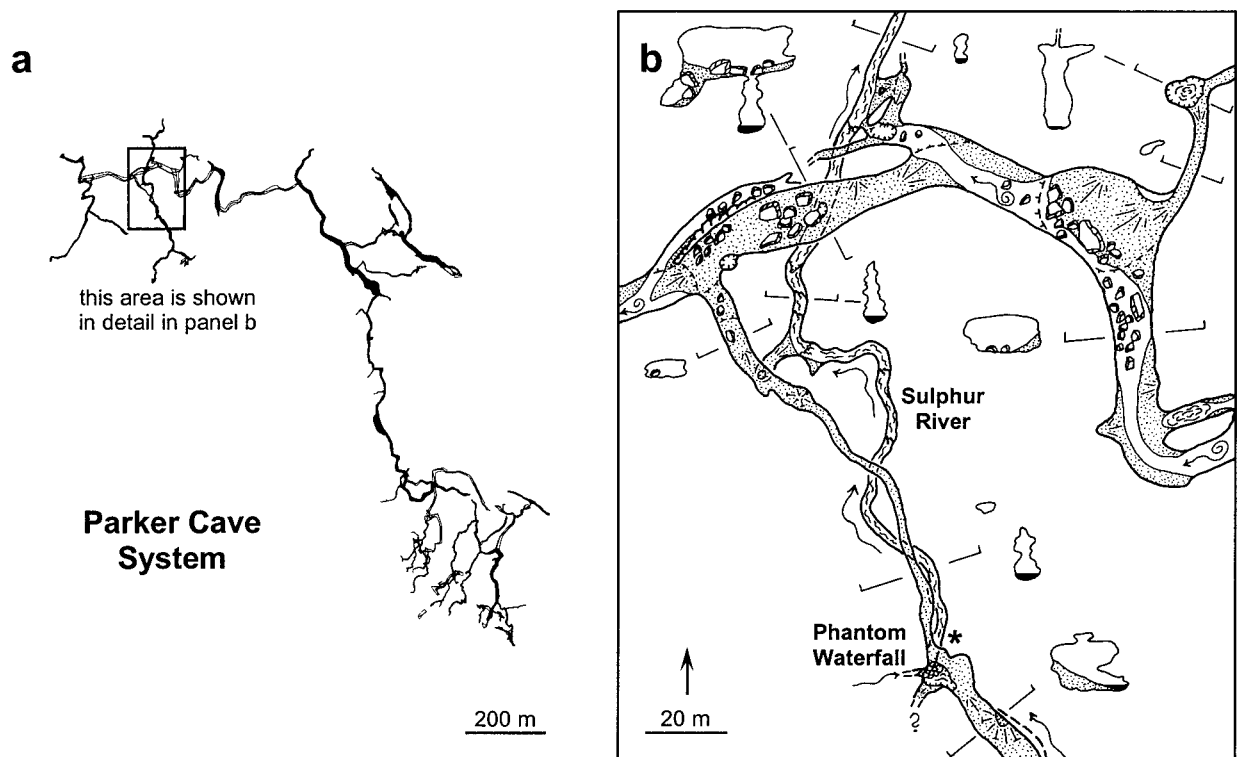 a
this area is shown
in detail in panel b
Parker Cave
System
200 m
b
Sulphur
River
Phantom
Waterfall
*
?
20 m